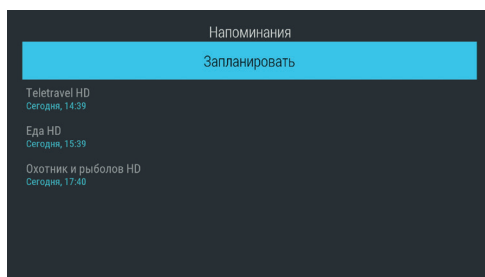 Напоминания
Запланировать
Teletravel HD
Сегодня, 14:39
Еда HD
Сегодня, 15:39
Охотник и рыболов HD
Сегодня, 17:40